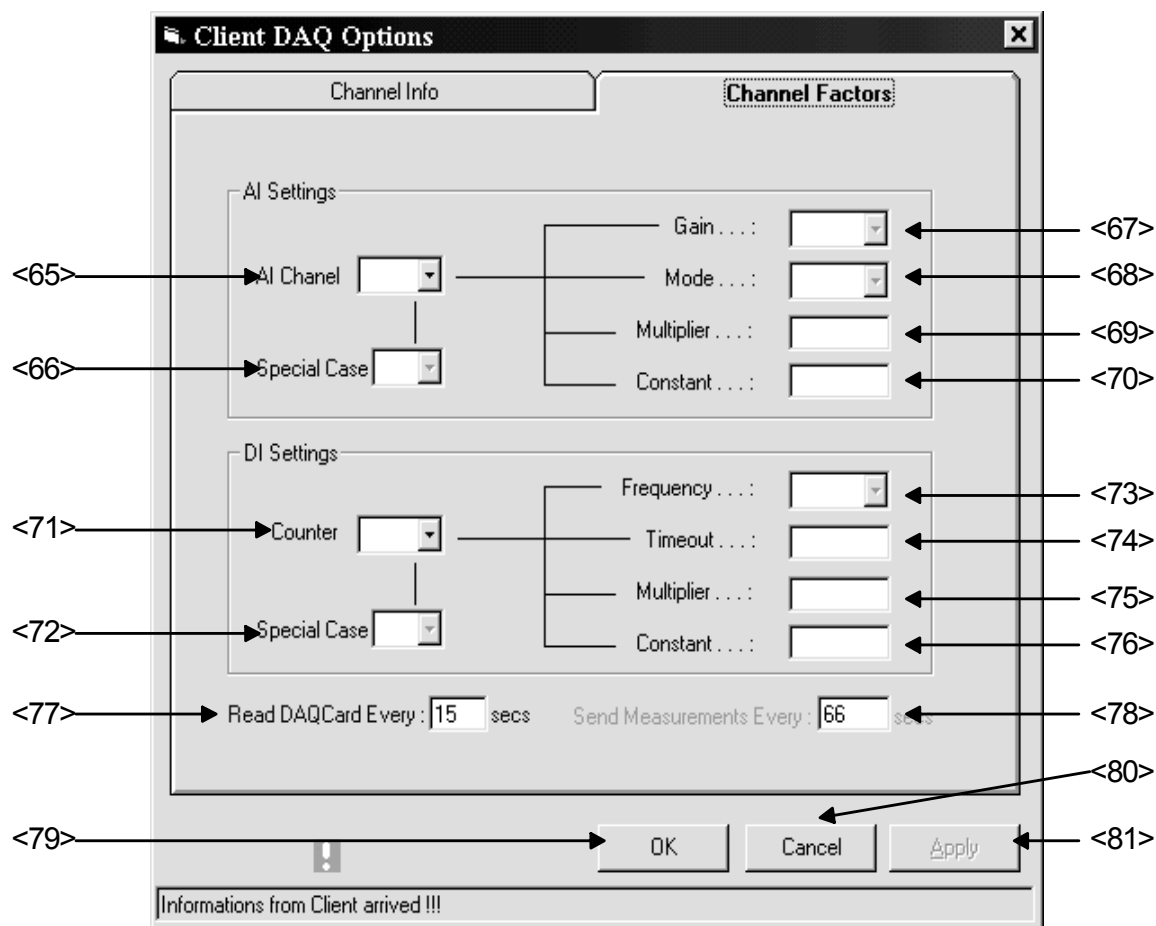 Client DAQ Options
Channel Info
Channel Factors
AI Settings
<65>
AI Chanel
Gain . . . :
<67>
Mode . . . :
<68>
<66>
Special Case
Multiplier . . . :
<69>
Constant . . . :
<70>
DI Settings
<71>
Counter
Frequency . . . :
<73>
Timeout . . . :
<74>
<72>
Special Case
Multiplier . . . :
<75>
Constant . . . :
<76>
<77>
Read DAQCard Every : 15 secs
Send Measurements Every : 66 secs
<78>
<80>
<79>
OK
Cancel
Apply
<81>
Informations from Client arrived !!!